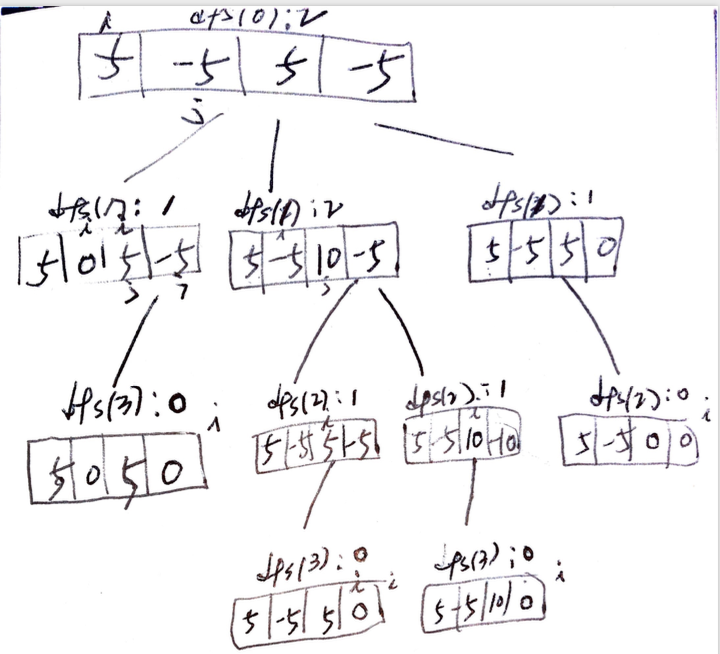 i dfs(0):2
5 -5 5 -5
j
dfs(1): 1 dfs(1):2 dfs(1):1
i i i
5 0 5 -5 5 -5 10 -5 5 -5 5 0
j j j
dfs(3):0 i dfs(2):1 dfs(2):1 dfs(2):0 i
i i
5 0 5 0 5 -5 5 -5 5 -5 10 -10 5 -5 0 0
dfs(3):0 i dfs(3):0 i
i
5 -5 5 0 5 -5 10 0